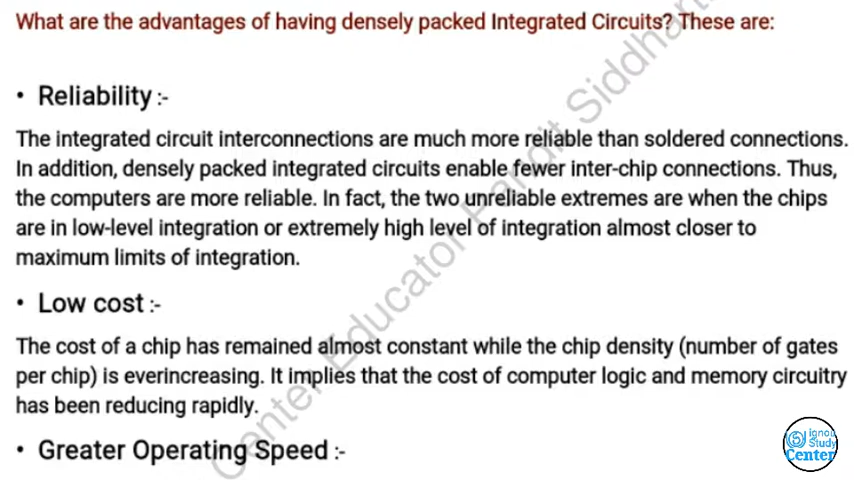 What are the advantages of having densely packed Integrated Circuits? These are:
• Reliability :-
The integrated circuit interconnections are much more reliable than soldered connections.
In addition, densely packed integrated circuits enable fewer inter-chip connections. Thus,
the computers are more reliable. In fact, the two unreliable extremes are when the chips
are in low-level integration or extremely high level of integration almost closer to
maximum limits of integration.
• Low cost :-
The cost of a chip has remained almost constant while the chip density (number of gates
per chip) is everincreasing. It implies that the cost of computer logic and memory circuitry
has been reducing rapidly.
• Greater Operating Speed :-
Center Educator Pandit Siddhart
ignou
Study
Center